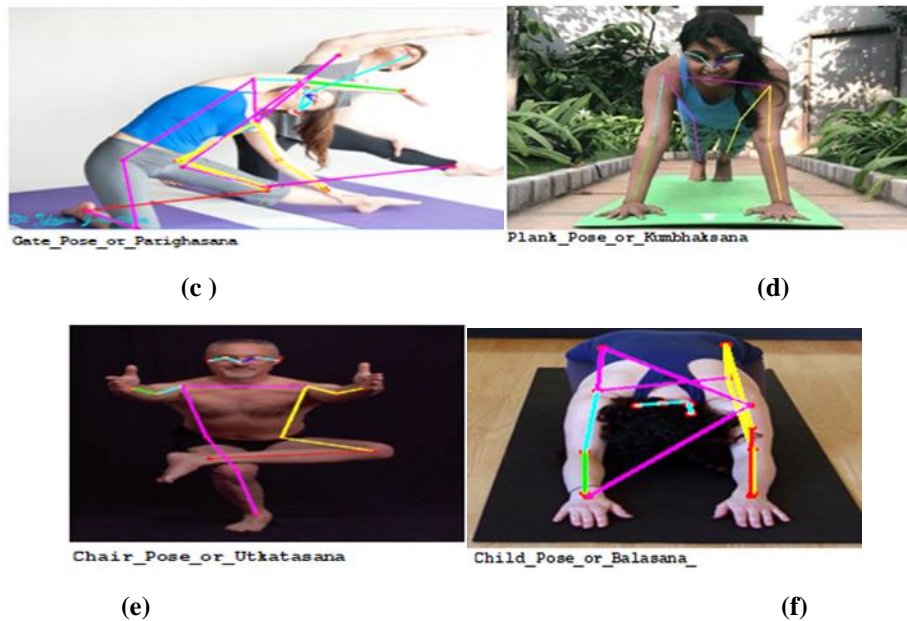 Gate_Pose_or_Parighasana
Plank_Pose_or_Kumbhaksana
(c )
(d)
Chair_Pose_or_Utkatasana
Child_Pose_or_Balasana_
(e)
(f)